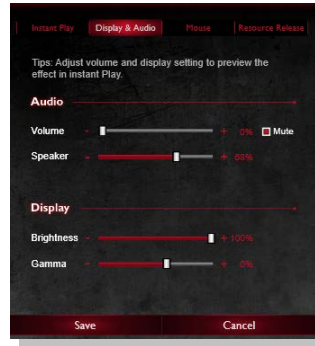 Instant Play Display & Audio Mouse Resource Release
Tips: Adjust volume and display setting to preview the
effect in instant Play.
Audio
Volume - + 0% Mute
Speaker - + 68%
Display
Brightness - + 100%
Gamma - + 0%
Save Cancel